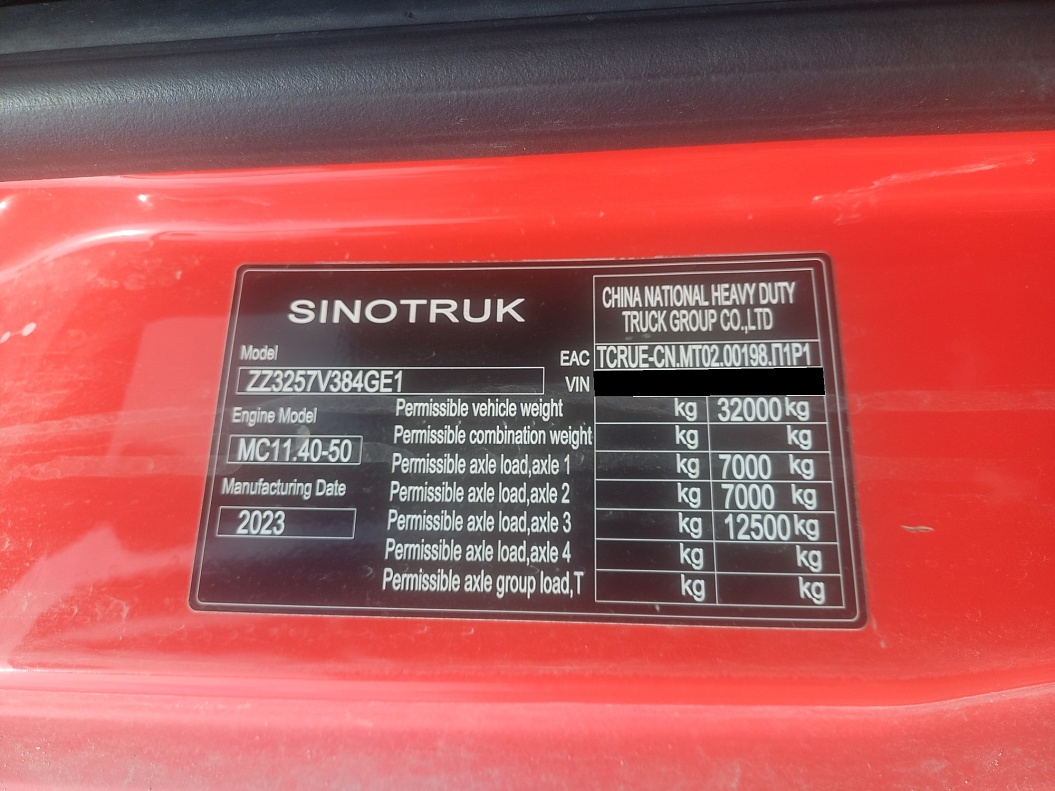 SINOTRUK
CHINA NATIONAL HEAVY DUTY
TRUCK GROUP CO.,LTD
Model
EAC TCRUE-CN.MT02.00198.П1Р1
ZZ3257V384GE1
VIN
Engine Model
Permissible vehicle weight kg 32000 kg
MC11.40-50
Permissible combination weight kg kg
Permissible axle load,axle 1 kg 7000 kg
Manufacturing Date
Permissible axle load,axle 2 kg 7000 kg
2023
Permissible axle load,axle 3 kg 12500 kg
Permissible axle load,axle 4 kg kg
Permissible axle group load,T kg kg